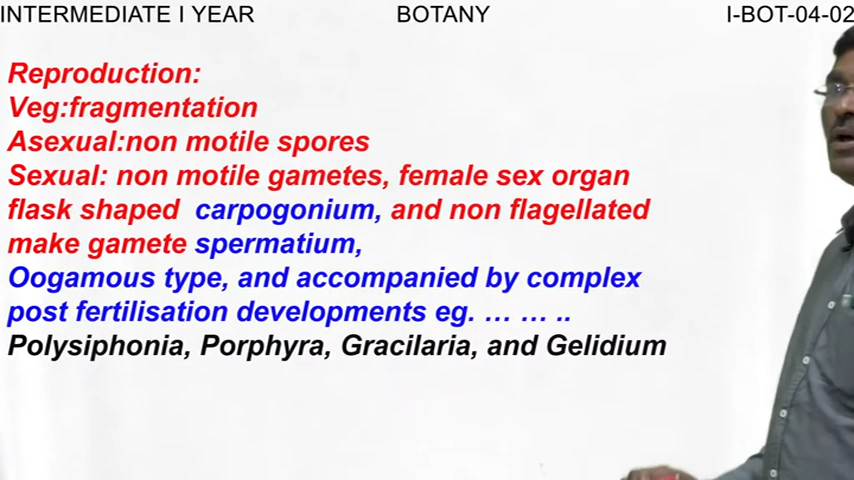 INTERMEDIATE I YEAR BOTANY I-BOT-04-02
Reproduction:
Veg:fragmentation
Asexual:non motile spores
Sexual: non motile gametes, female sex organ
flask shaped carpogonium, and non flagellated
make gamete spermatium,
Oogamous type, and accompanied by complex
post fertilisation developments eg. ... ... ..
Polysiphonia, Porphyra, Gracilaria, and Gelidium